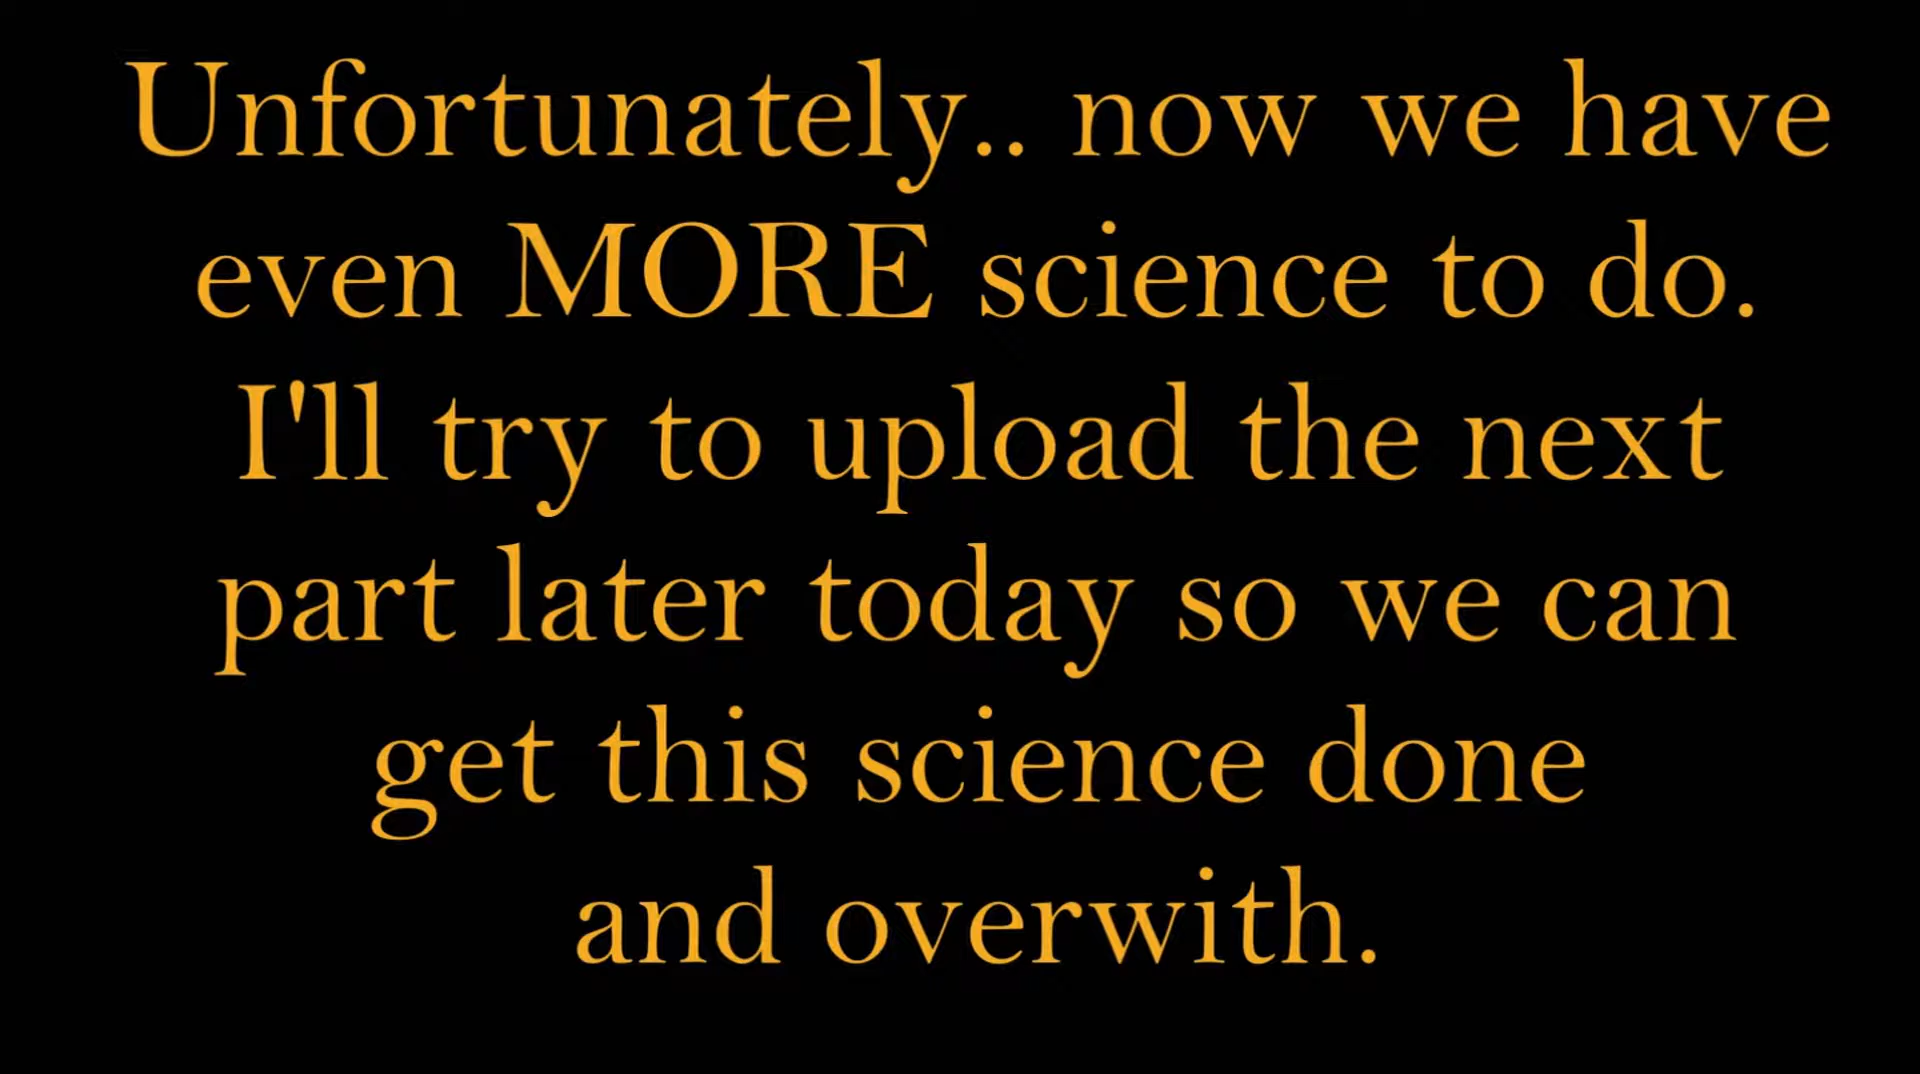 Unfortunately.. now we have
even MORE science to do.
I'll try to upload the next
part later today so we can
get this science done
and overwith.